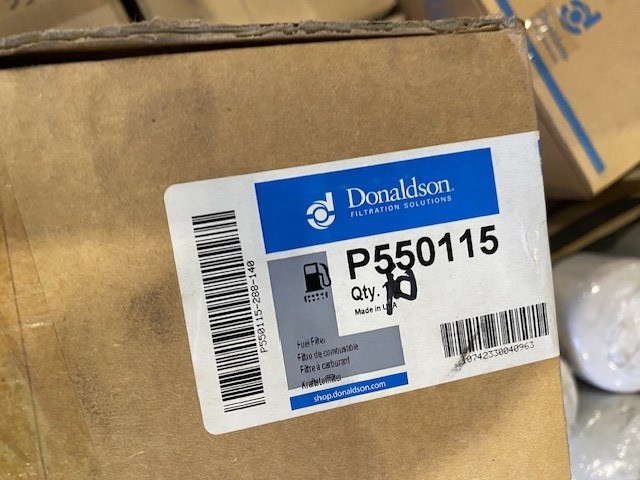 Donaldson.
FILTRATION SOLUTIONS
P550115
Qty. 10
Made in USA
Fuel Filter
Filtro de combustible
Filtre à carburant
Kraftstofffilter
shop.donaldson.com
P550115-288-140